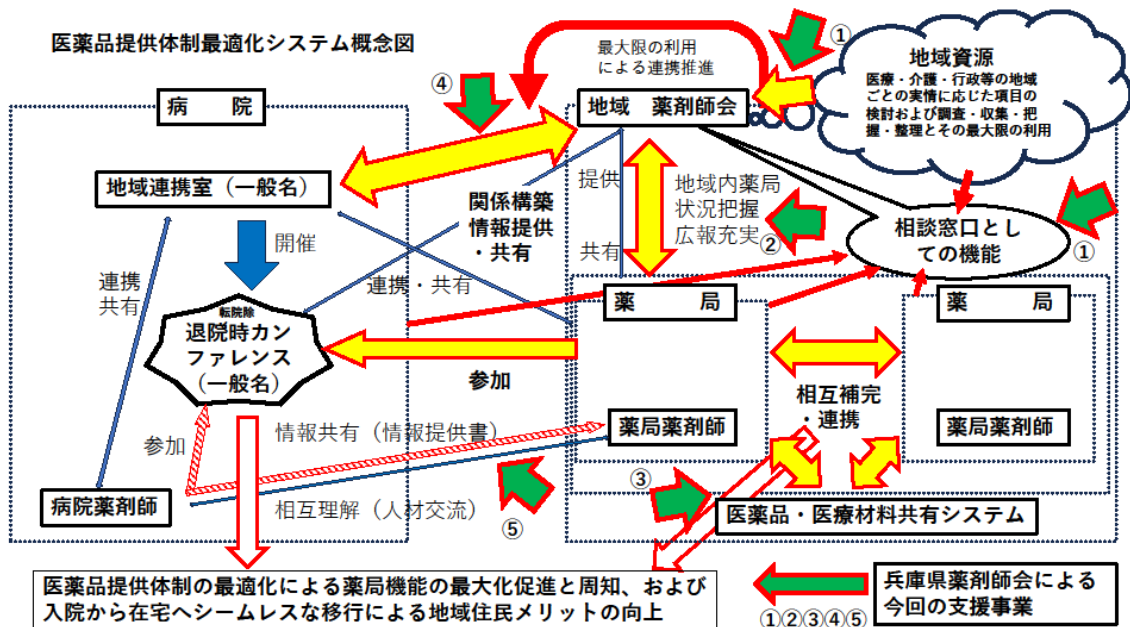 医薬品提供体制最適化システム概念図
最大限の利用
による連携推進
①
地域資源
医療・介護・行政等の地域
ごとの実情に応じた項目の
検討および調査・収集・把
握・整理とその最大限の利用
④
病　院
地域　薬剤師会
地域連携室（一般名）
開催
連携
共有
関係構築
情報提供
・共有
提供
共有
地域内薬局
状況把握
広報充実
②
相談窓口とし
ての機能
①
連携・共有
転院除
退院時カン
ファレンス
（一般名）
薬　局
薬　局
参加
相互補完
・連携
参加
情報共有（情報提供書）
薬局薬剤師
薬局薬剤師
病院薬剤師
相互理解（人材交流）
⑤
③
医薬品・医療材料共有システム
医薬品提供体制の最適化による薬局機能の最大化促進と周知、および
入院から在宅へシームレスな移行による地域住民メリットの向上
①②③④⑤
兵庫県薬剤師会による
今回の支援事業